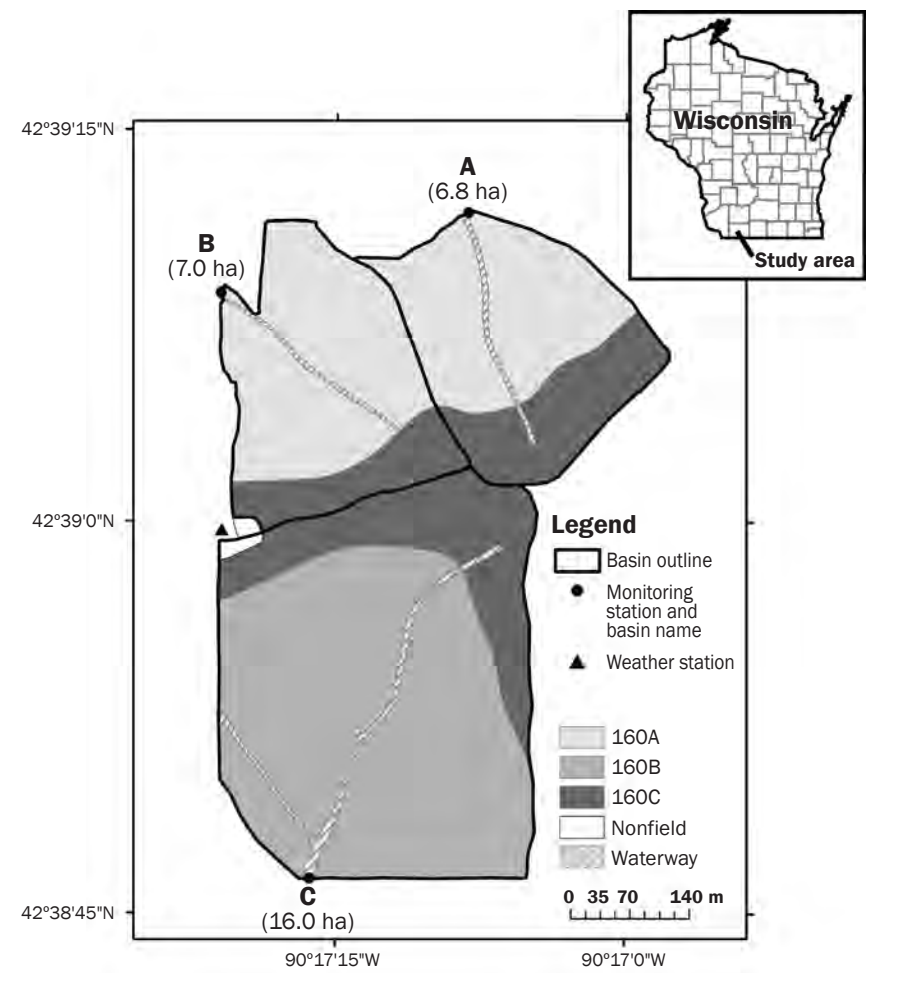 Wisconsin
Study area
42°39'15"N
A
(6.8 ha)
B
(7.0 ha)
42°39'0"N
Legend
Basin outline
Monitoring
station and
basin name
Weather station
160A
160B
160C
Nonfield
Waterway
0 35 70 140 m
42°38'45"N
C
(16.0 ha)
90°17'15"W
90°17'0"W